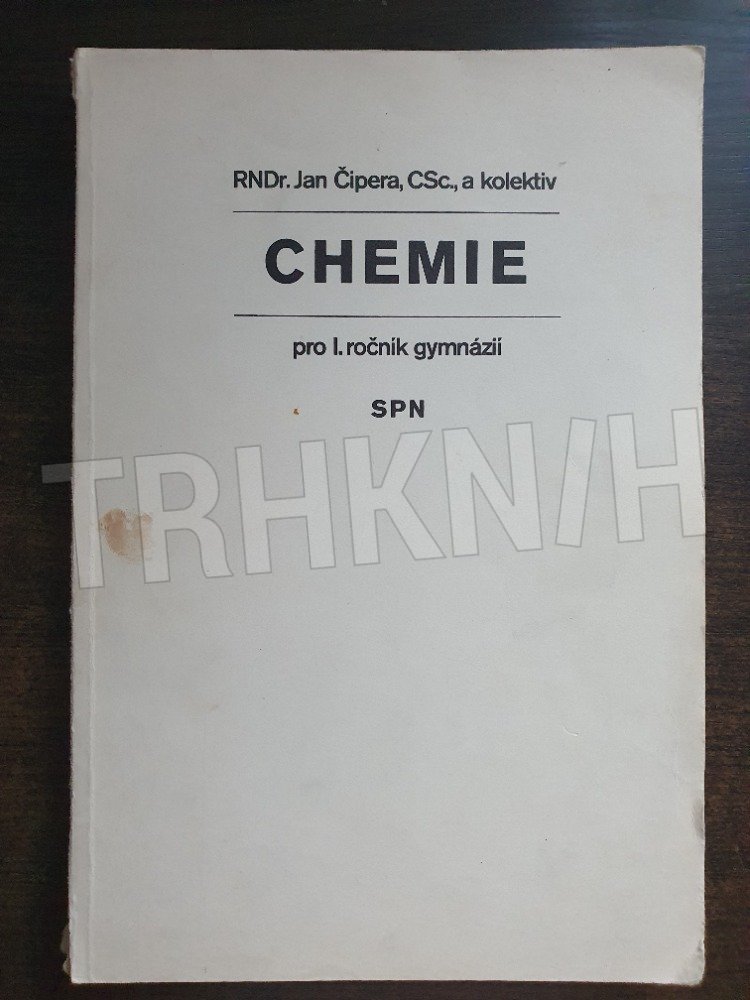 RNDr. Jan Čipera, CSc., a kolektiv
CHEMIE
pro I. ročník gymnázií
SPN
TRHKNIH